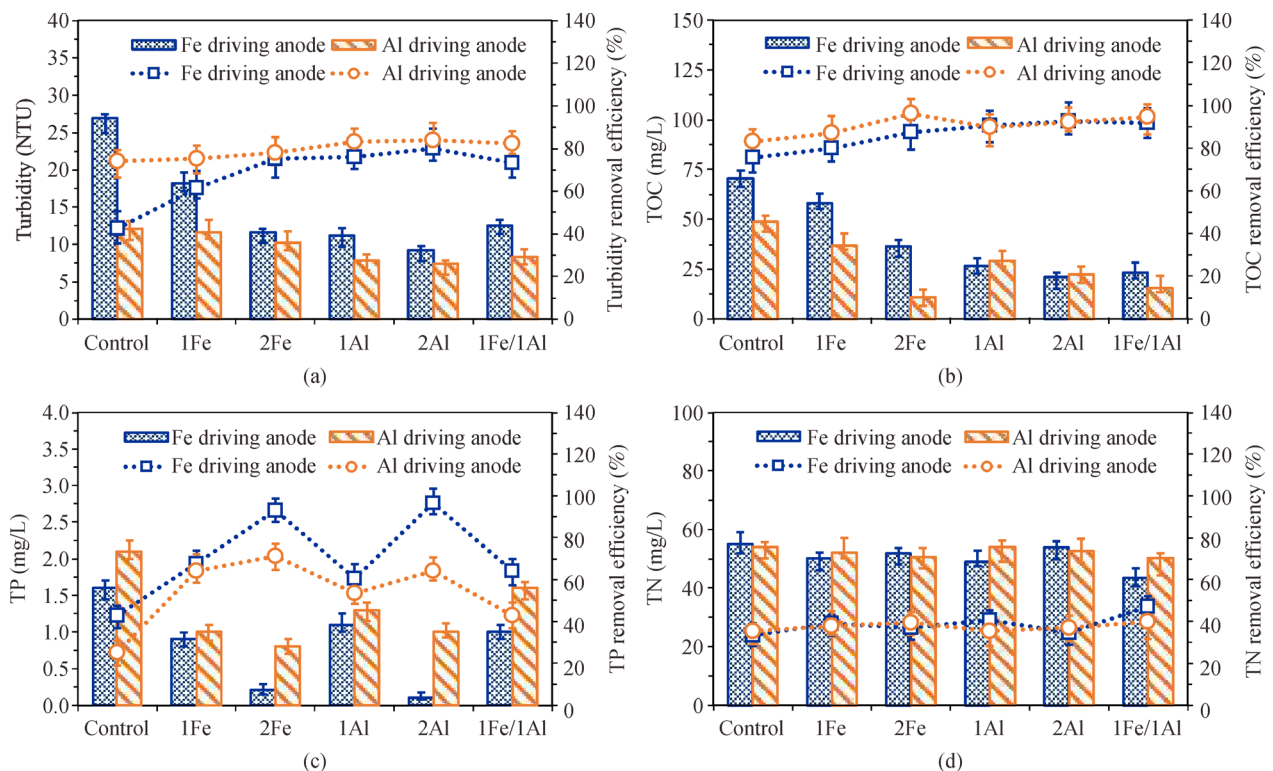 Turbidity (NTU)
40
35
30
25
20
15
10
5
0
Fe driving anode
Al driving anode
Fe driving anode
Al driving anode
140
120
100
80
60
40
20
0
Turbidity removal efficiency (%)
Control 1Fe 2Fe 1Al 2Al 1Fe/1Al
(a)
TOC (mg/L)
150
125
100
75
50
25
0
Fe driving anode
Al driving anode
Fe driving anode
Al driving anode
140
120
100
80
60
40
20
0
TOC removal efficiency (%)
Control 1Fe 2Fe 1Al 2Al 1Fe/1Al
(b)
TP (mg/L)
4.0
3.5
3.0
2.5
2.0
1.5
1.0
0.5
0.0
Fe driving anode
Al driving anode
Fe driving anode
Al driving anode
140
120
100
80
60
40
20
0
TP removal efficiency (%)
Control 1Fe 2Fe 1Al 2Al 1Fe/1Al
(c)
TN (mg/L)
100
80
60
40
20
0
Fe driving anode
Al driving anode
Fe driving anode
Al driving anode
140
120
100
80
60
40
20
0
TN removal efficiency (%)
Control 1Fe 2Fe 1Al 2Al 1Fe/1Al
(d)